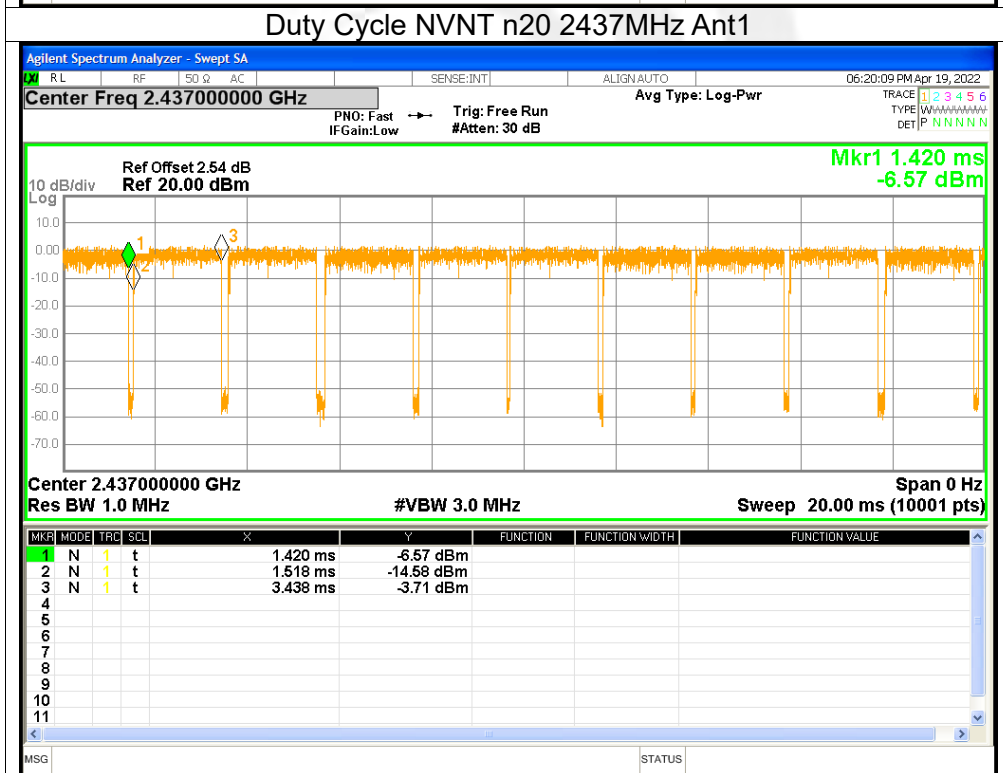 Duty Cycle NVNT n20 2437MHz Ant1
Agilent Spectrum Analyzer - Swept SA
LXI RL RF 50 Ω AC SENSE:INT ALIGNAUTO 06:20:09 PM Apr 19, 2022
Center Freq 2.437000000 GHz Avg Type: Log-Pwr TRACE 1 2 3 4 5 6
PNO: Fast Trig: Free Run TYPE WWWWWW
IFGain:Low #Atten: 30 dB DET P N N N N N
Mkr1 1.420 ms
-6.57 dBm
Ref Offset 2.54 dB
10 dB/div Ref 20.00 dBm
Log
10.0
0.00
-10.0
-20.0
-30.0
-40.0
-50.0
-60.0
-70.0
1
2
3
Center 2.437000000 GHz Span 0 Hz
Res BW 1.0 MHz #VBW 3.0 MHz Sweep 20.00 ms (10001 pts)
MKR MODE TRC SCL X Y FUNCTION FUNCTION WIDTH FUNCTION VALUE
1 N 1 t 1.420 ms -6.57 dBm
2 N 1 t 1.518 ms -14.58 dBm
3 N 1 t 3.438 ms -3.71 dBm
4
5
6
7
8
9
10
11
MSG STATUS